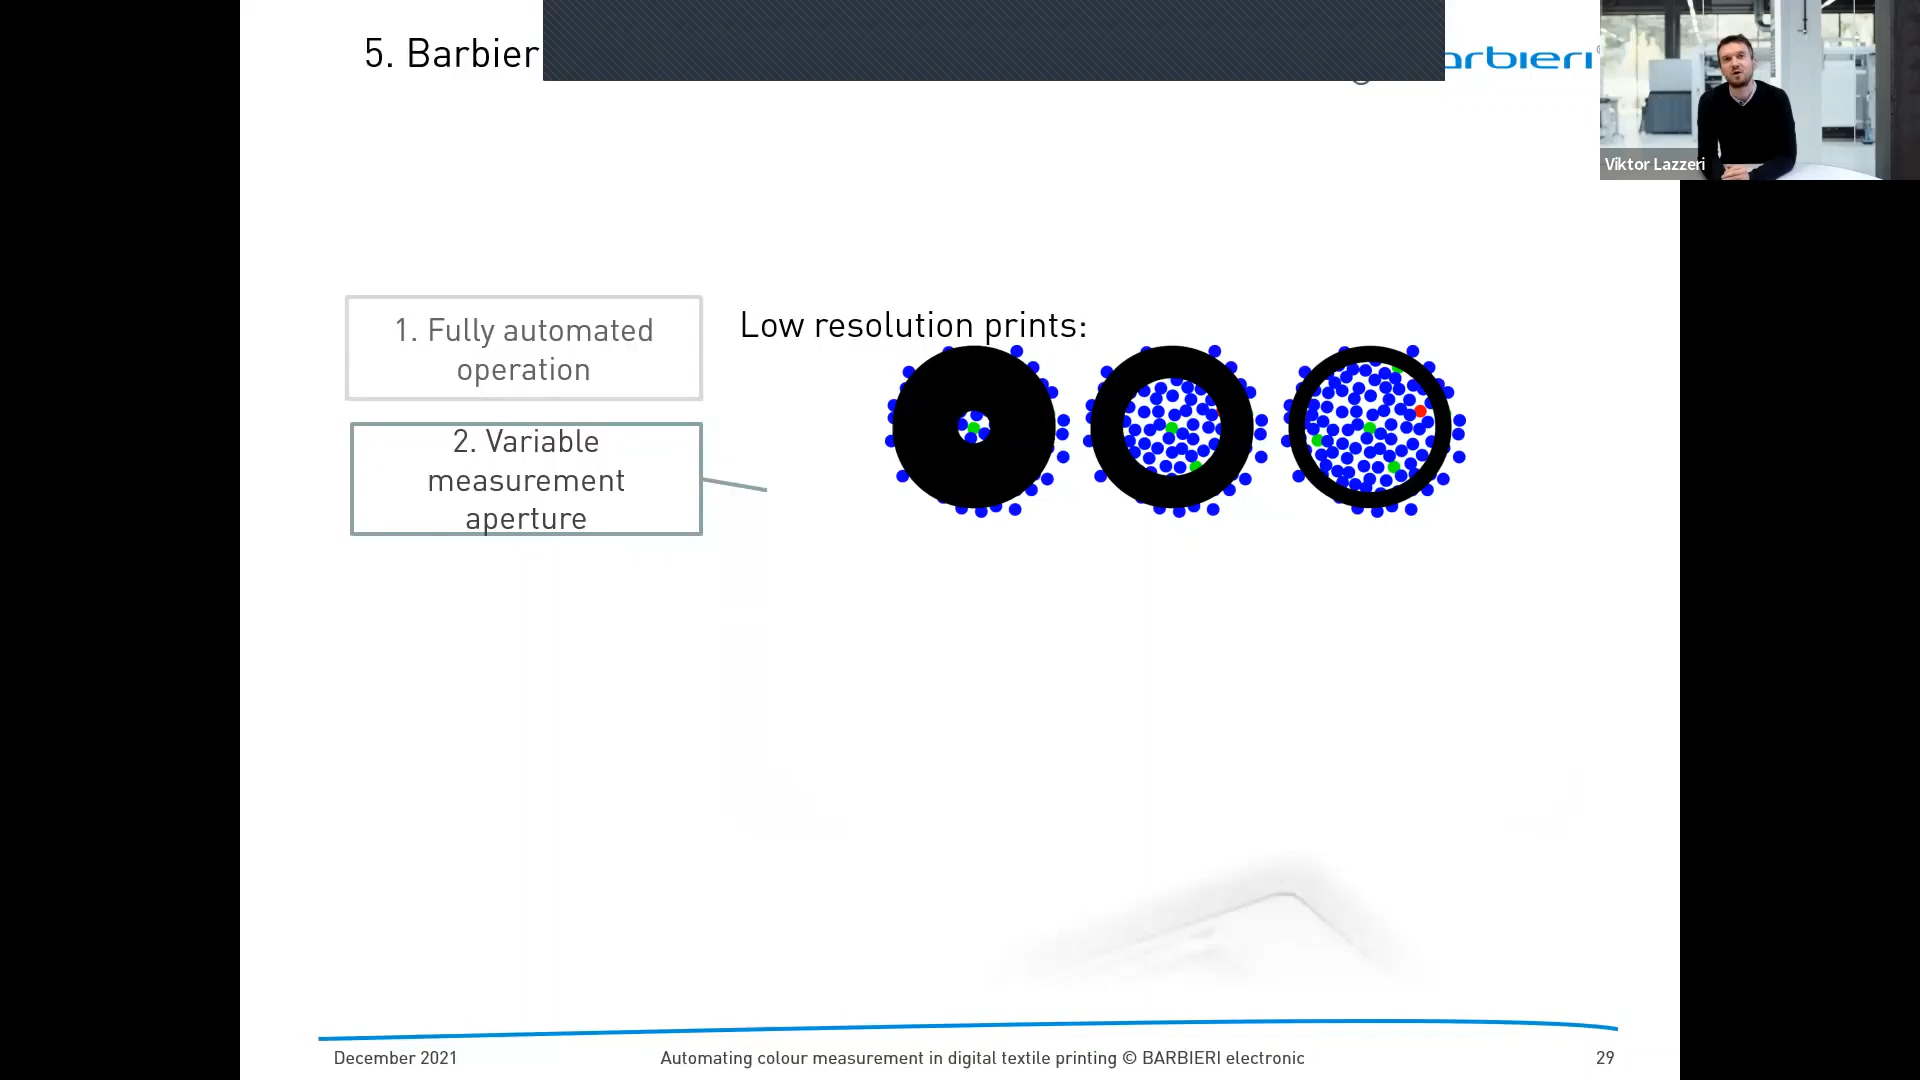 5. Barbier
arbieri
Viktor Lazzeri
1. Fully automated
operation
Low resolution prints:
2. Variable
measurement
aperture
December 2021
Automating colour measurement in digital textile printing © BARBIERI electronic
29